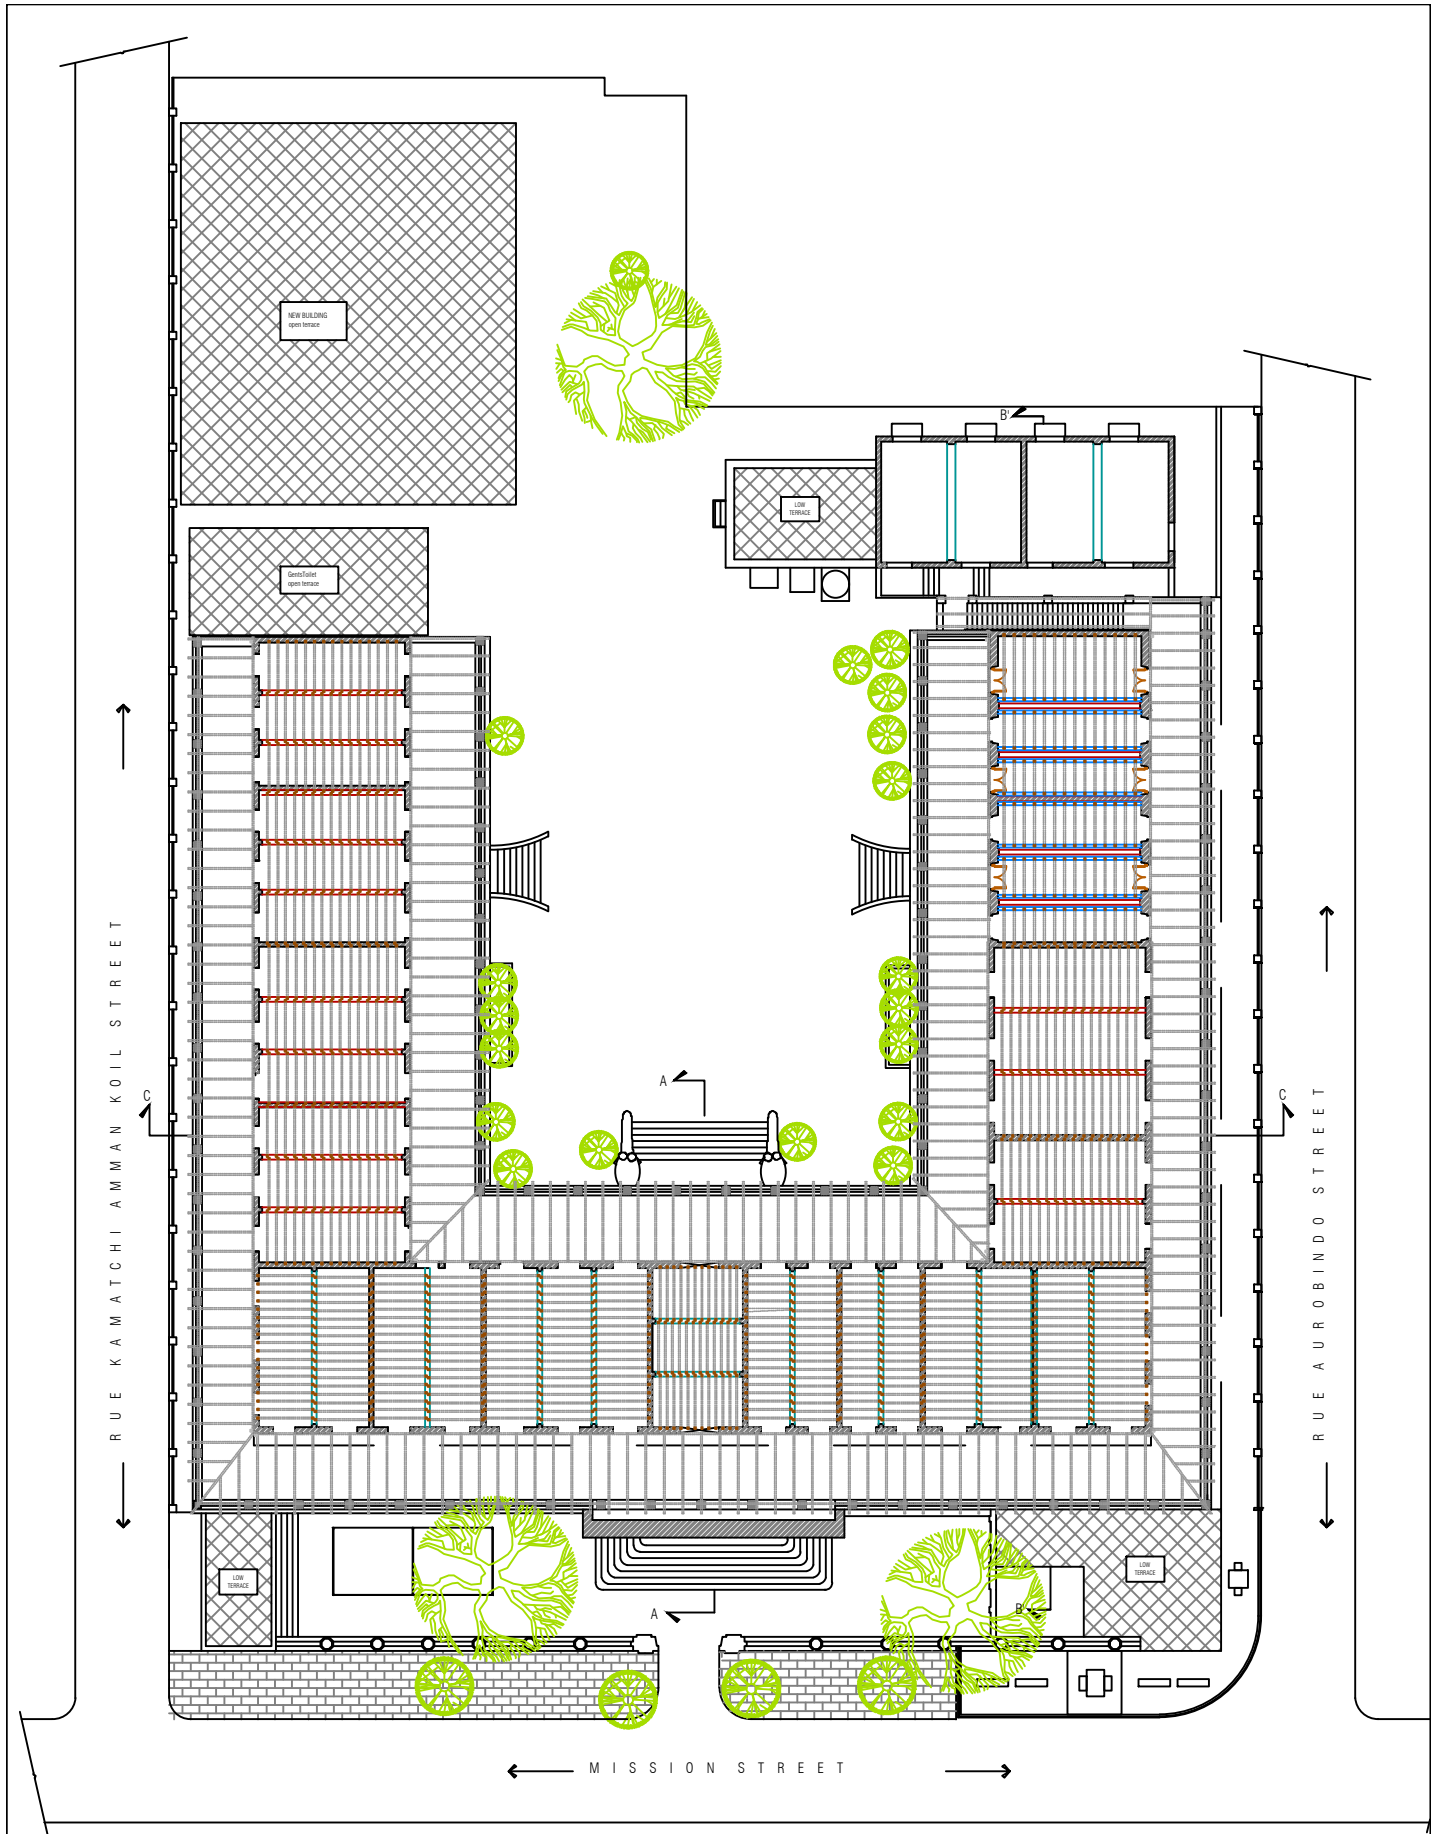 NEW BUILDING
open terrace
B'
LOW
TERRACE
GentsToilet
open terrace
RUE KAMATCHI AMMAN KOIL STREET
A
C
C
RUE AUROBINDO STREET
LOW
TERRACE
LOW
TERRACE
A
B'
MISSION STREET